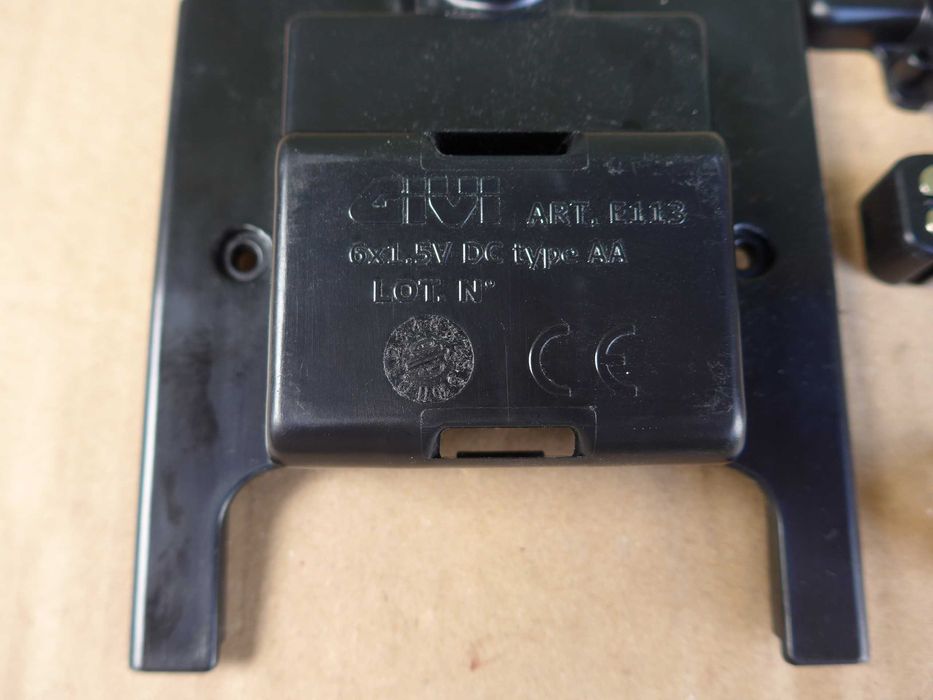 GIVI ART. E113
6x1.5V DC type AA
LOT. N°
CE